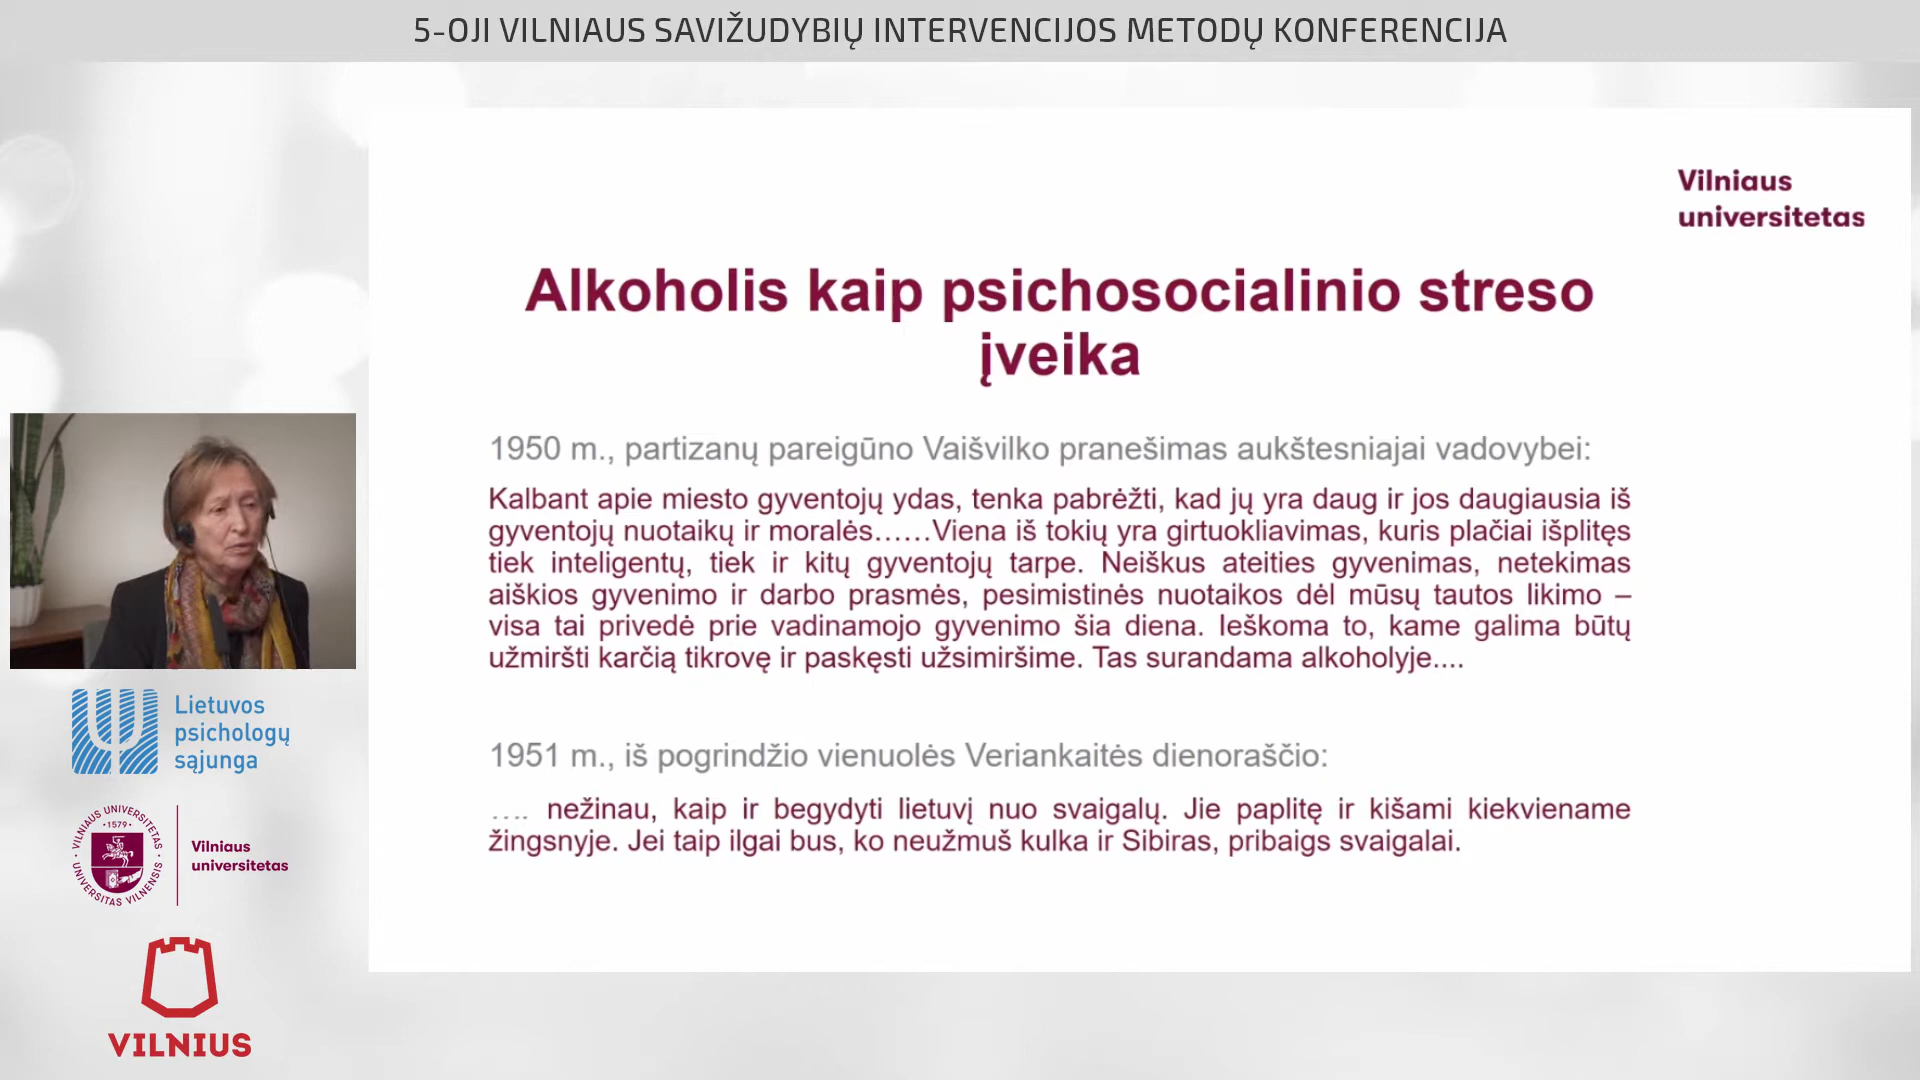 5-OJI VILNIAUS SAVIŽUDYBIŲ INTERVENCIJOS METODŲ KONFERENCIJA
Vilniaus
universitetas
Alkoholis kaip psichosocialinio streso
įveika
1950 m., partizanų pareigūno Vaišvilko pranešimas aukštesniajai vadovybei:
Kalbant apie miesto gyventojų ydas, tenka pabrėžti, kad jų yra daug ir jos daugiausia iš
gyventojų nuotaikų ir moralės……Viena iš tokių yra girtuokliavimas, kuris plačiai išplitęs
tiek inteligentų, tiek ir kitų gyventojų tarpe. Neiškus ateities gyvenimas, netekimas
aiškios gyvenimo ir darbo prasmės, pesimistinės nuotaikos dėl mūsų tautos likimo –
visa tai privedė prie vadinamojo gyvenimo šia diena. Ieškoma to, kame galima būtų
užmiršti karčią tikrovę ir paskęsti užsimiršime. Tas surandama alkoholyje....
1951 m., iš pogrindžio vienuolės Veriankaitės dienoraščio:
…. nežinau, kaip ir begydyti lietuvį nuo svaigalų. Jie paplitę ir kišami kiekviename
žingsnyje. Jei taip ilgai bus, ko neužmuš kulka ir Sibiras, pribaigs svaigalai.
Lietuvos
psichologų
sąjunga
VILNIAUS UNIVERSITETAS
·1579·
UNIVERSITAS VILNENSIS
Vilniaus
universitetas
VILNIUS